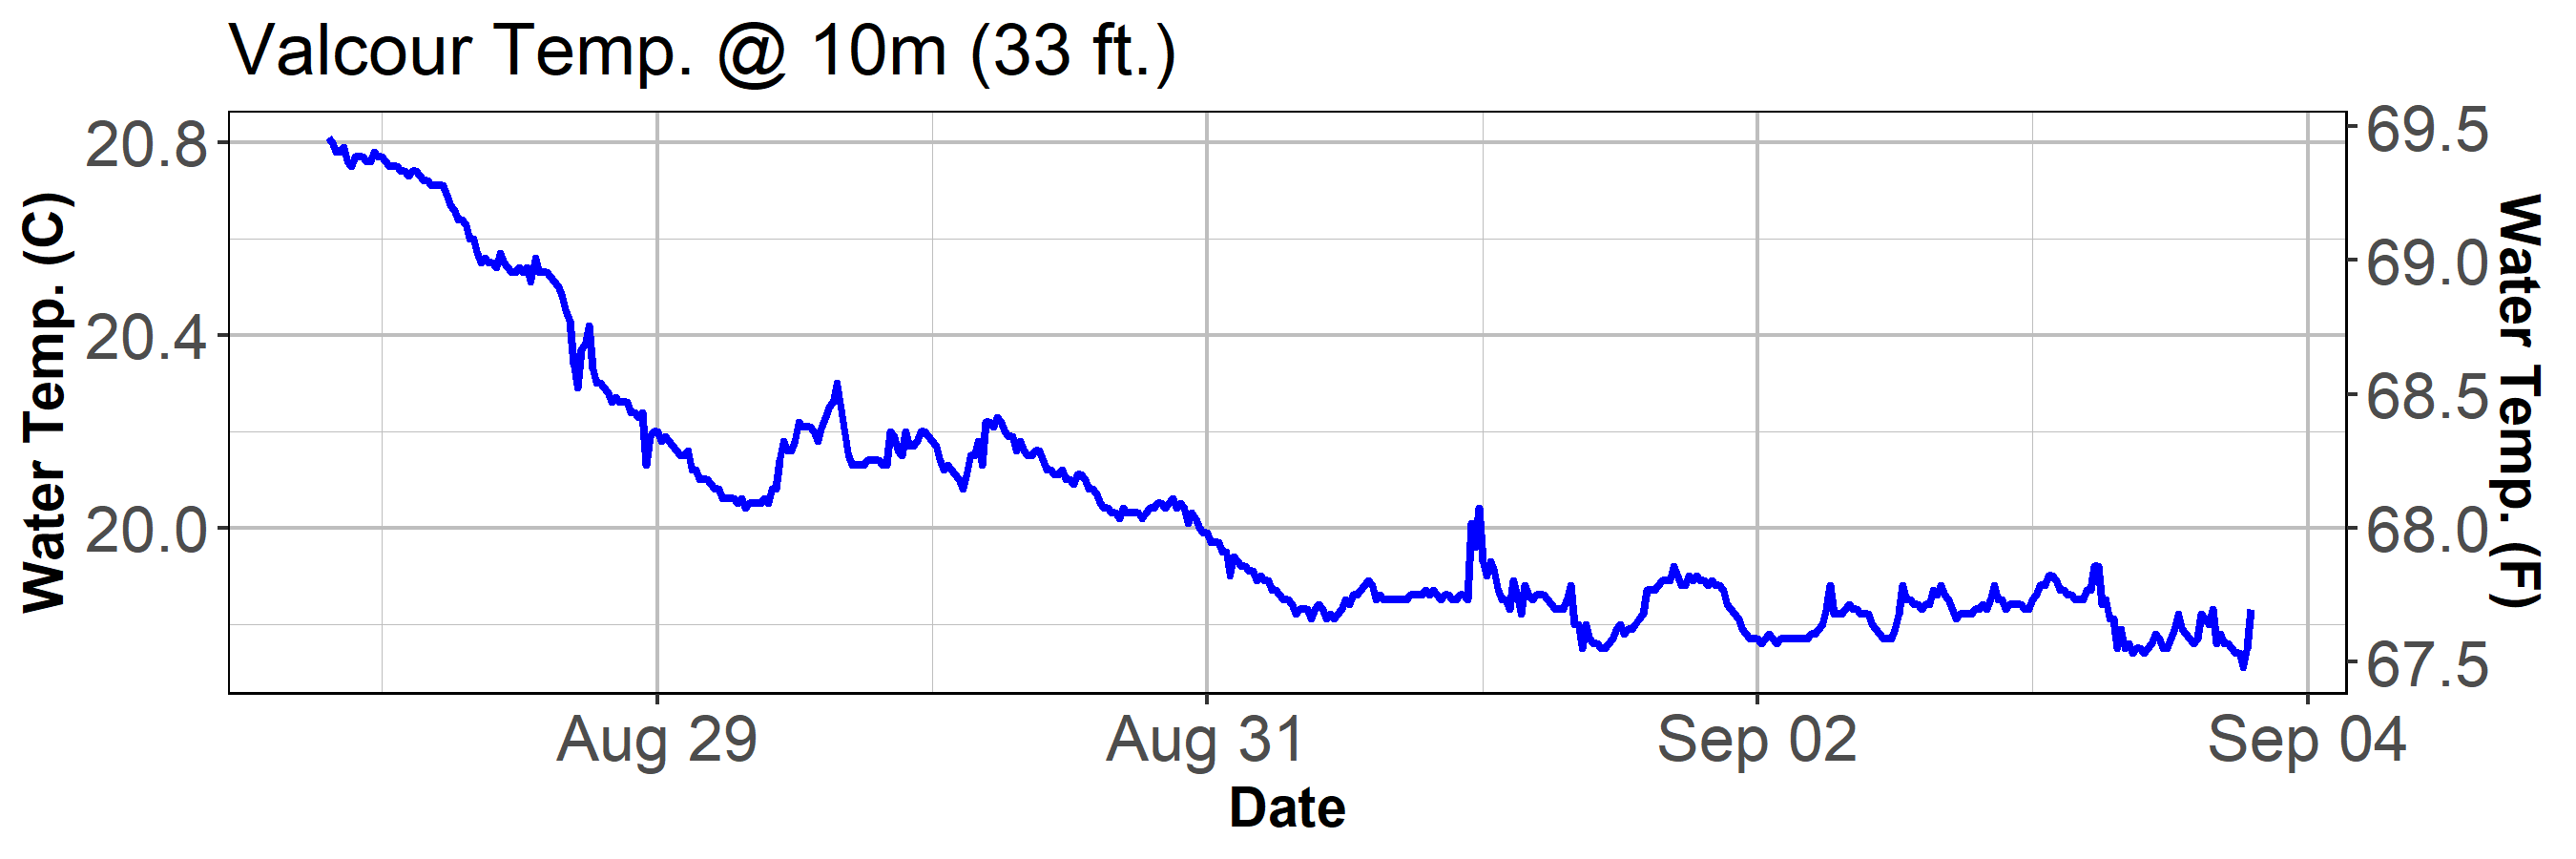 Valcour Temp. @ 10m (33 ft.)
Water Temp. (C)
20.8
20.4
20.0
69.5
69.0
68.5
68.0
67.5
Water Temp. (F)
Aug 29 Aug 31 Sep 02 Sep 04
Date